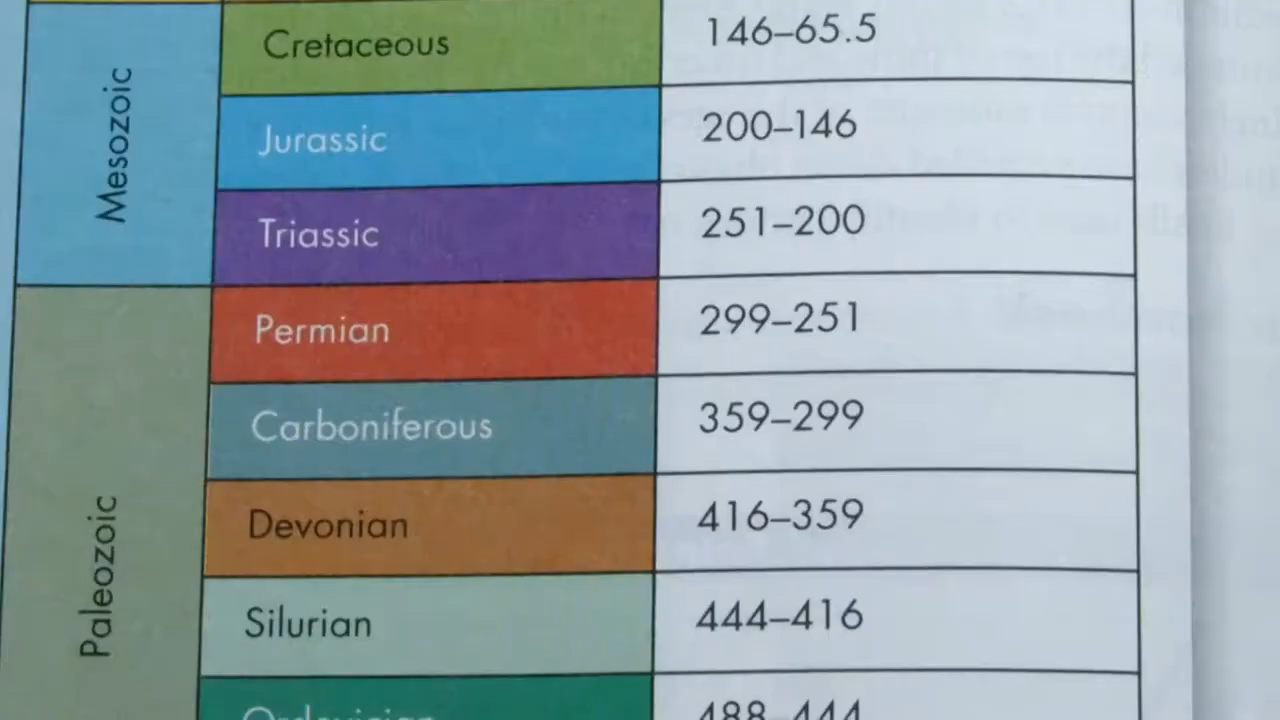 Mesozoic
Cretaceous 146–65.5
Jurassic 200–146
Triassic 251–200
Paleozoic
Permian 299–251
Carboniferous 359–299
Devonian 416–359
Silurian 444–416
Ordovician 488–444